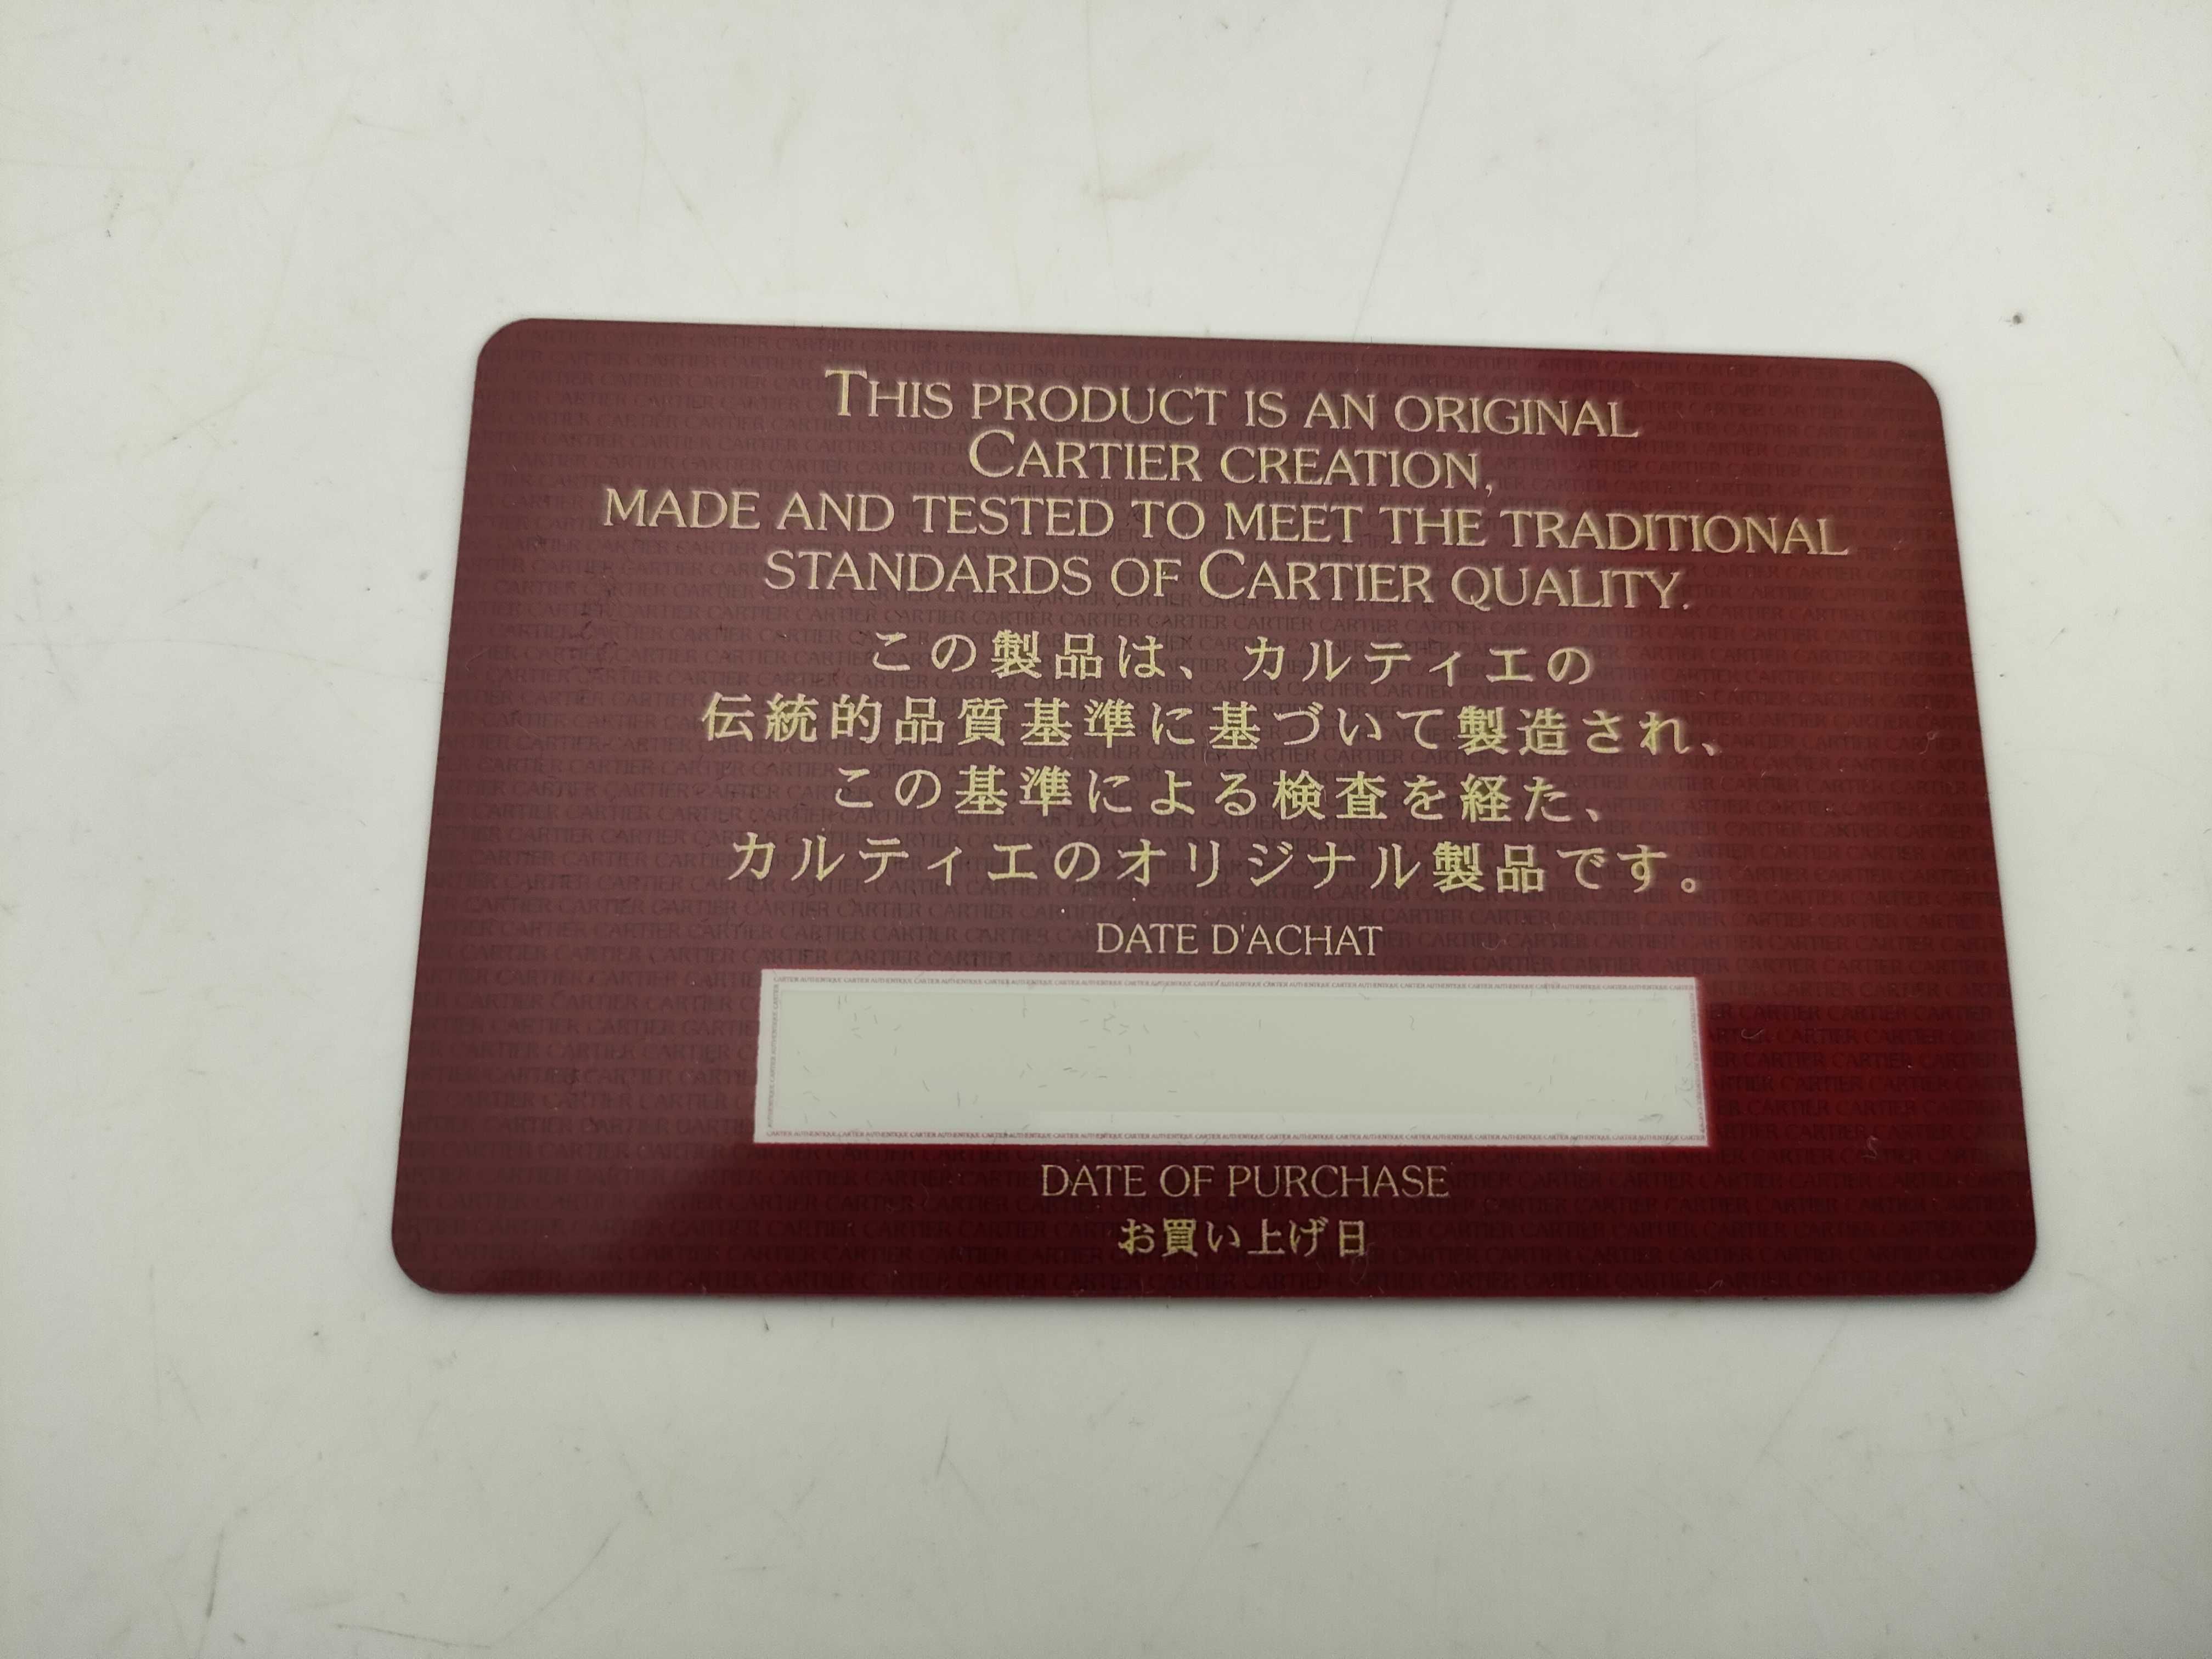 THIS PRODUCT IS AN ORIGINAL
CARTIER CREATION,
MADE AND TESTED TO MEET THE TRADITIONAL
STANDARDS OF CARTIER QUALITY.
この製品は、カルティエの
伝統的品質基準に基づいて製造され、
この基準による検査を経た、
カルティエのオリジナル製品です。
DATE D'ACHAT
DATE OF PURCHASE
お買い上げ日